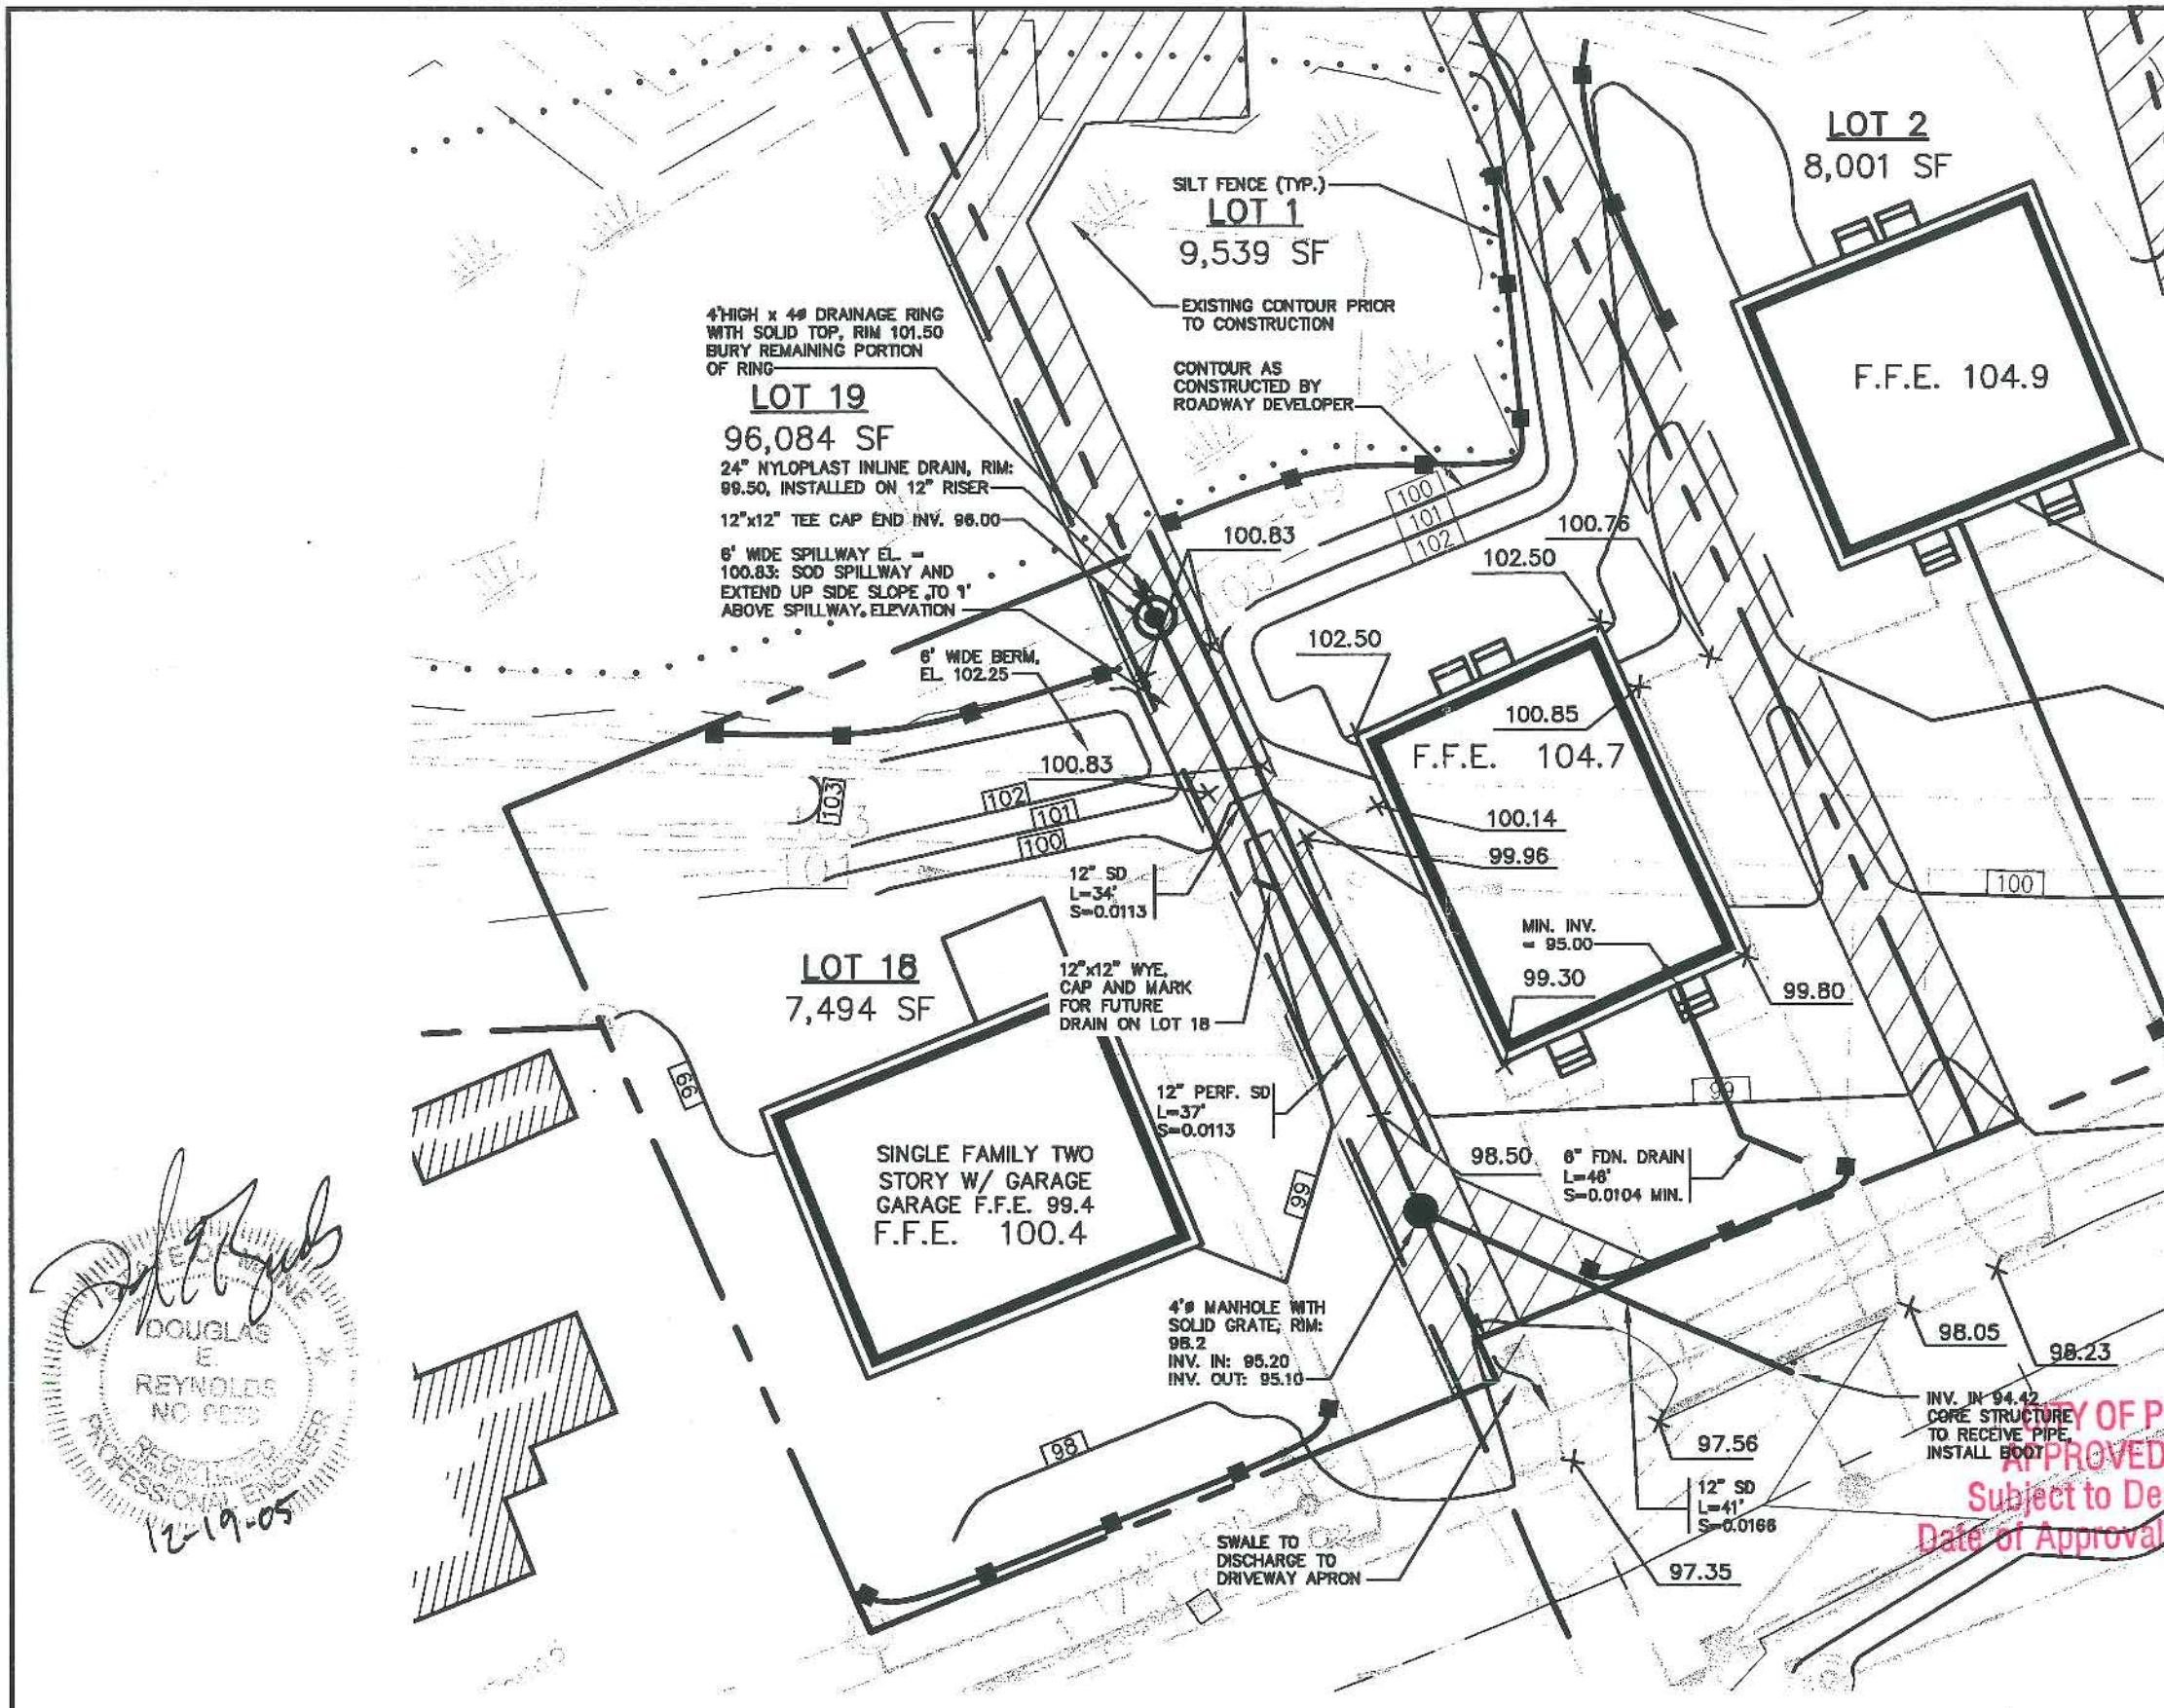 LOT 2
8,001 SF
SILT FENCE (TYP.)
LOT 1
9,539 SF
EXISTING CONTOUR PRIOR
TO CONSTRUCTION
CONTOUR AS
CONSTRUCTED BY
ROADWAY DEVELOPER
4'HIGH x 4'ø DRAINAGE RING
WITH SOLID TOP, RIM 101.50
BURY REMAINING PORTION
OF RING
LOT 19
96,084 SF
24" NYLOPLAST INLINE DRAIN, RIM:
99.50, INSTALLED ON 12" RISER
12"x12" TEE CAP END INV. 96.00
6' WIDE SPILLWAY EL. =
100.83: SOD SPILLWAY AND
EXTEND UP SIDE SLOPE TO 1'
ABOVE SPILLWAY ELEVATION
6' WIDE BERM,
EL. 102.25
F.F.E. 104.9
100
101
102
99
100
100.83
100.76
102.50
102.50
100.85
F.F.E. 104.7
100.83
100.14
99.96
103
102
101
100
103
100
12" SD
L=34'
S=0.0113
MIN. INV.
= 95.00
99.30
99.80
LOT 18
7,494 SF
12"x12" WYE,
CAP AND MARK
FOR FUTURE
DRAIN ON LOT 18
99
99
12" PERF. SD
L=37'
S=0.0113
98.50
6" FDN. DRAIN
L=48'
S=0.0104 MIN.
SINGLE FAMILY TWO
STORY W/ GARAGE
GARAGE F.F.E. 99.4
F.F.E. 100.4
99
4'ø MANHOLE WITH
SOLID GRATE, RIM:
98.2
INV. IN: 95.20
INV. OUT: 95.10
98.05
98.23
INV. IN 94.42
CORE STRUCTURE
TO RECEIVE PIPE,
INSTALL BOOT
97.56
98
12" SD
L=41'
S=0.0166
SWALE TO
DISCHARGE TO
DRIVEWAY APRON
97.35
CITY OF P
APPROVED
Subject to De
Date of Approval
STATE OF MAINE
DOUGLAS
E.
REYNOLDS
NO.
REGISTERED
PROFESSIONAL ENGINEER
12-19-05